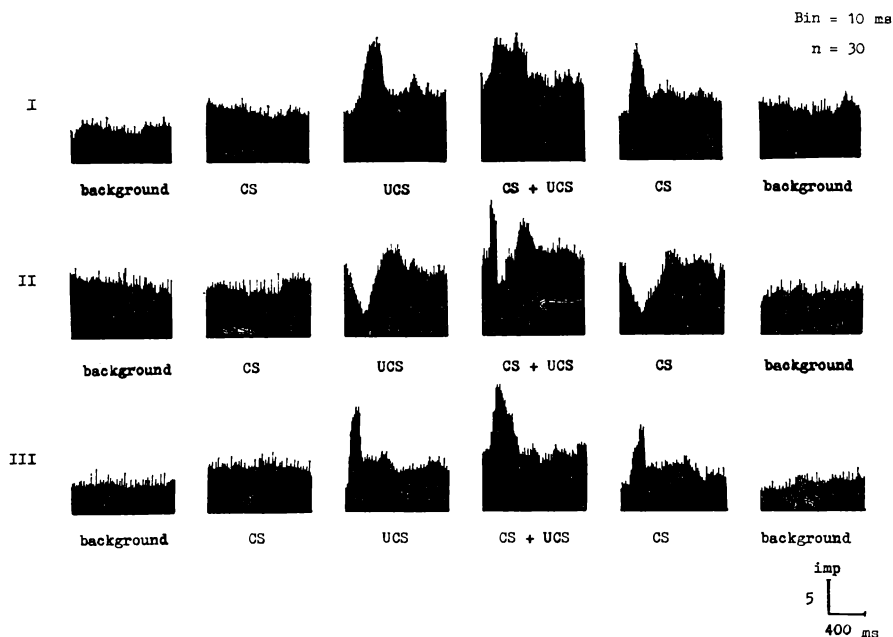 Bin = 10 ms
n = 30
I
background CS UCS CS + UCS CS background
II
background CS UCS CS + UCS CS background
III
background CS UCS CS + UCS CS background
imp
5
400 ms